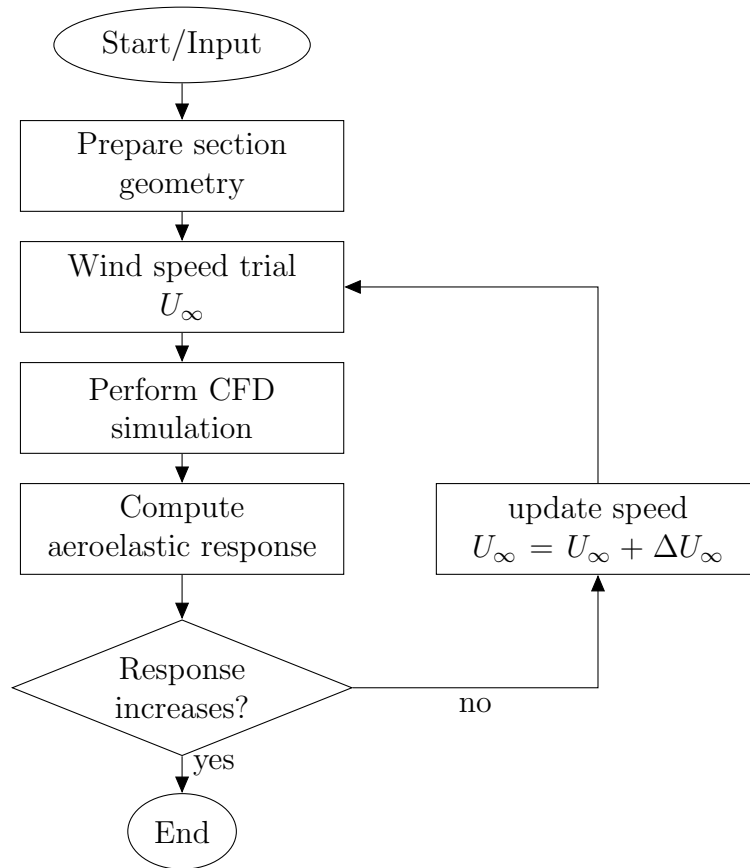 Start/Input
Prepare section
geometry
Wind speed trial
U∞
Perform CFD
simulation
Compute
aeroelastic response
update speed
U∞ = U∞ + ΔU∞
Response
increases?
no
yes
End